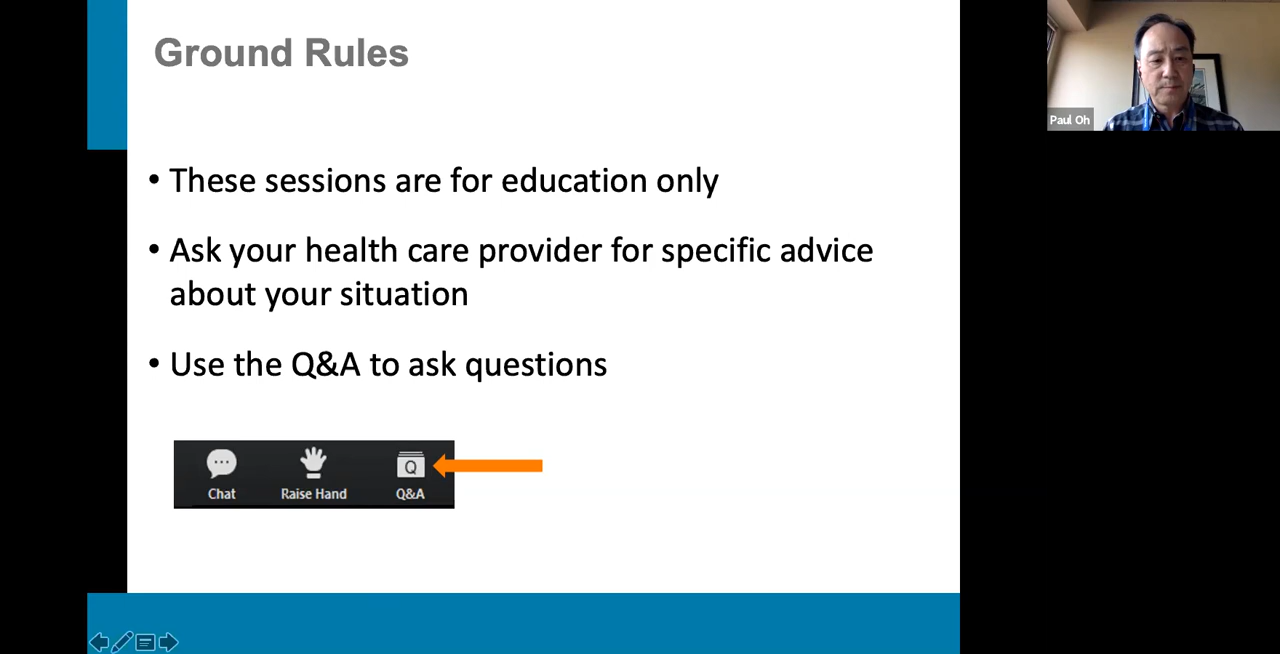 Ground Rules
• These sessions are for education only
• Ask your health care provider for specific advice
about your situation
• Use the Q&A to ask questions
Chat
Raise Hand
Q
Q&A
Paul Oh